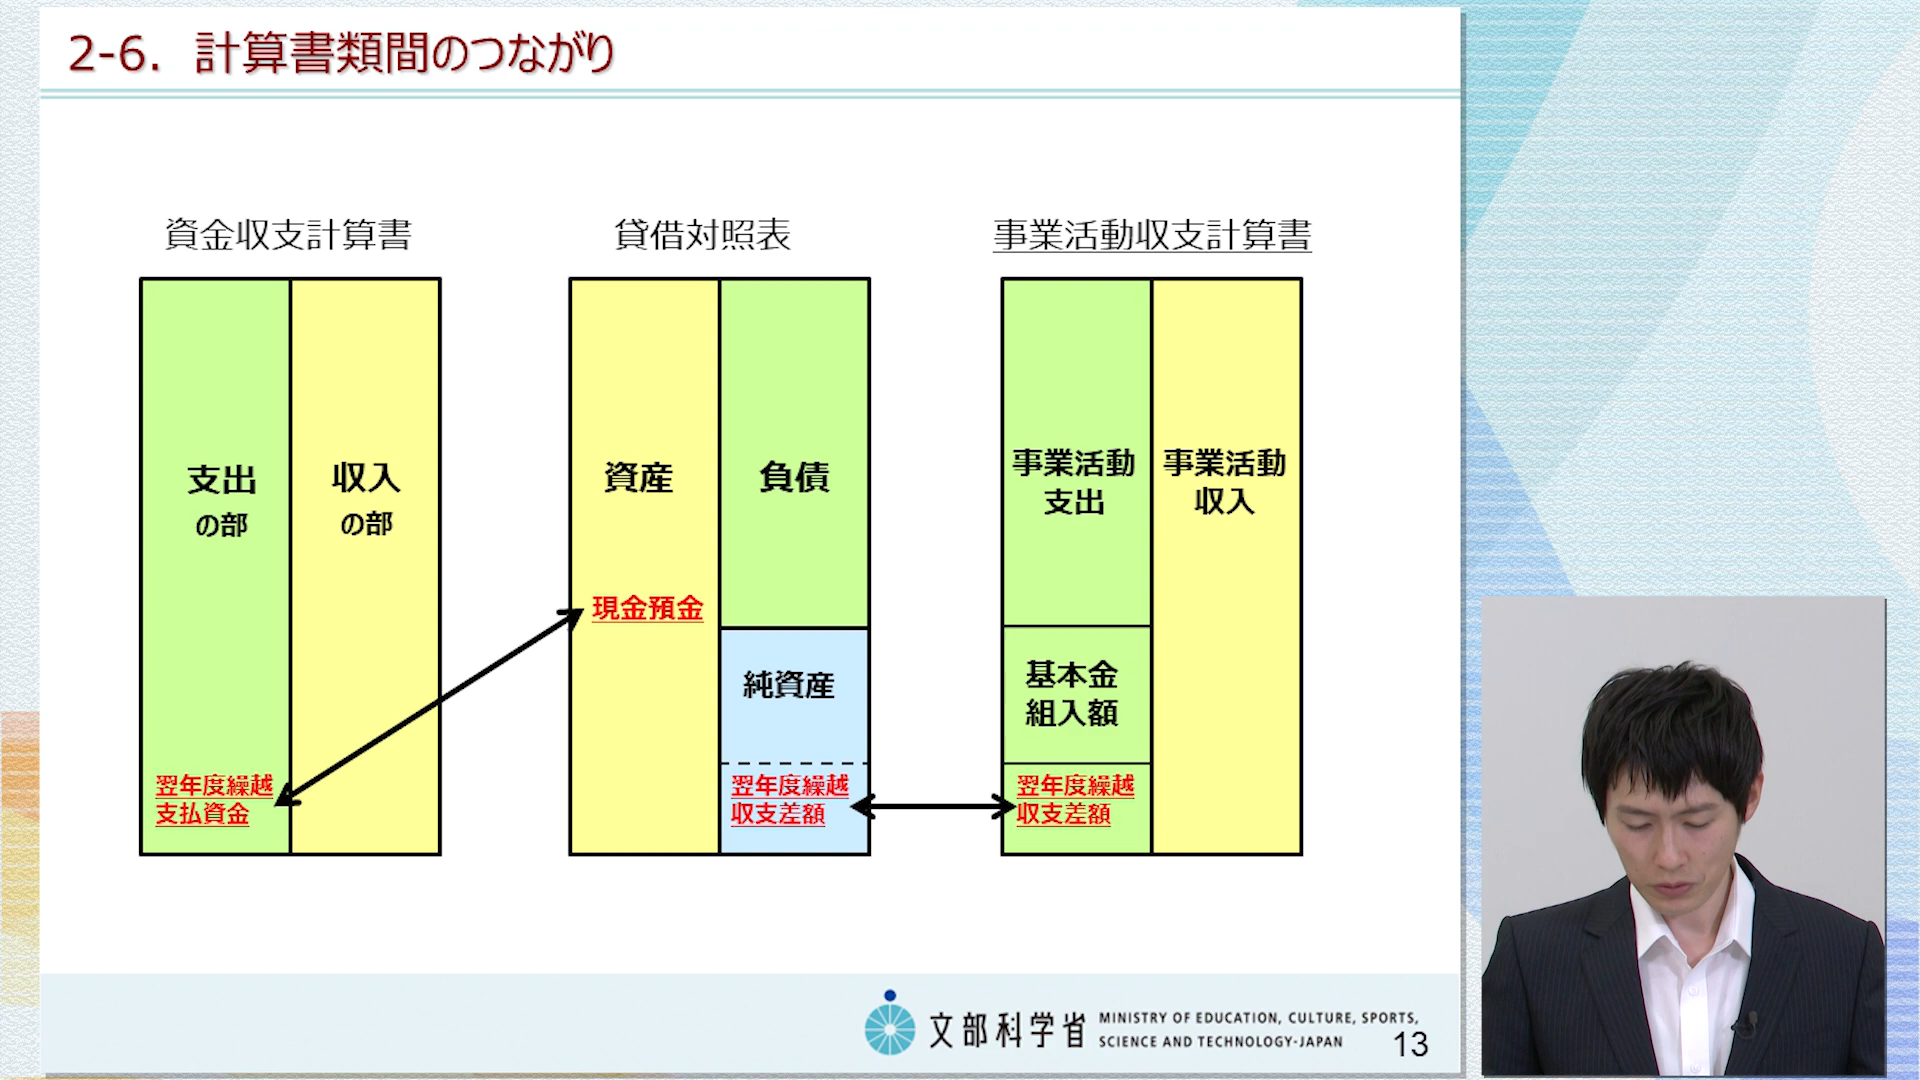 2-6. 計算書類間のつながり
資金収支計算書
貸借対照表
事業活動収支計算書
支出
の部
収入
の部
翌年度繰越
支払資金
資産
現金預金
負債
純資産
翌年度繰越
収支差額
事業活動
支出
事業活動
収入
基本金
組入額
翌年度繰越
収支差額
文部科学省
MINISTRY OF EDUCATION, CULTURE, SPORTS,
SCIENCE AND TECHNOLOGY-JAPAN
13